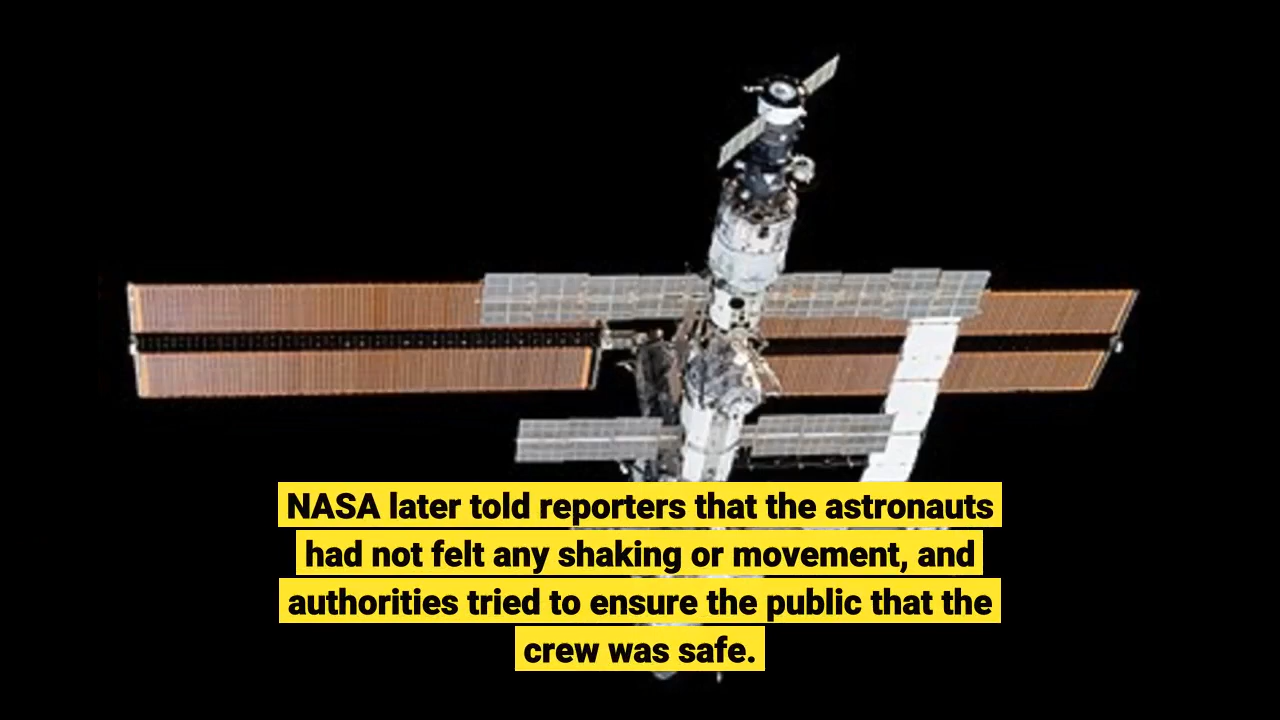 NASA later told reporters that the astronauts
had not felt any shaking or movement, and
authorities tried to ensure the public that the
crew was safe.